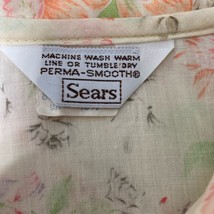 MACHINE WASH WARM
LINE OR TUMBLE DRY
PERMA-SMOOTH®
Sears